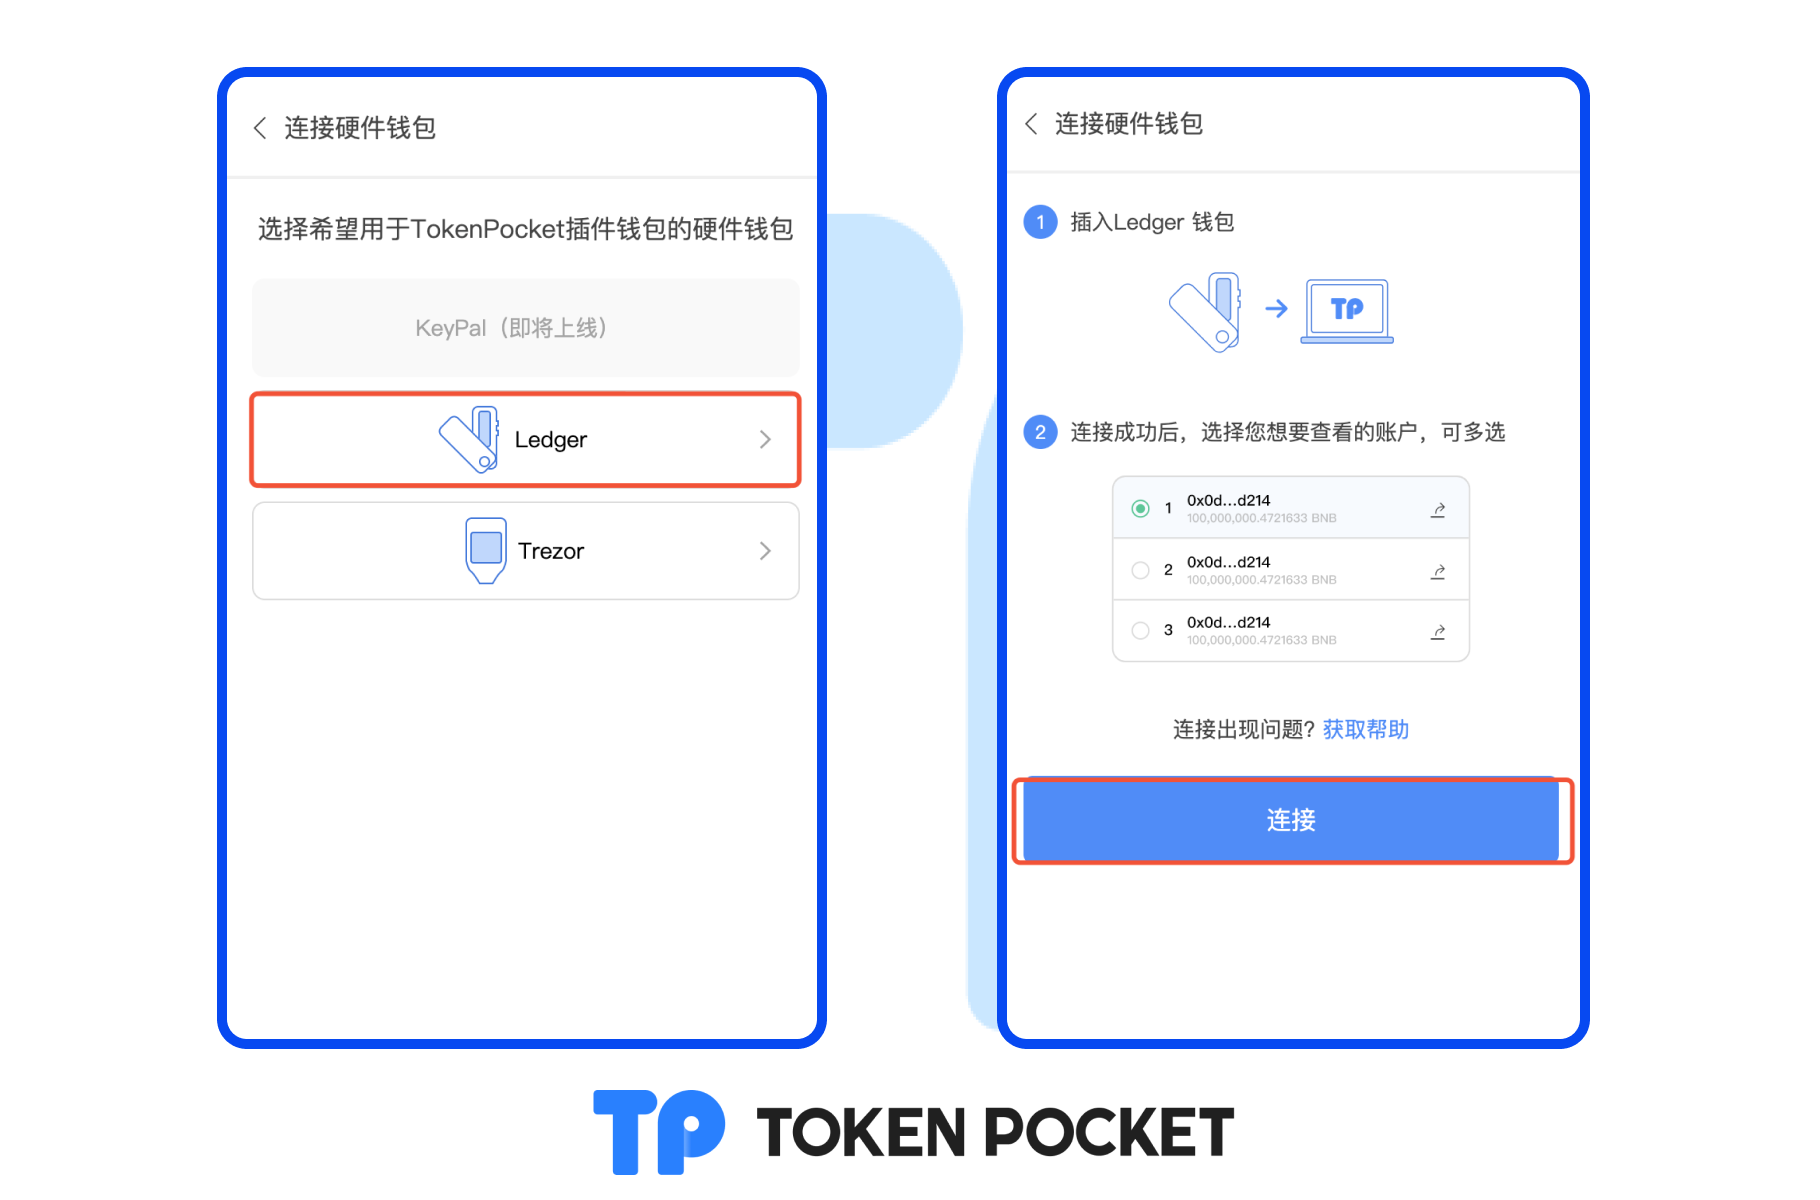 连接硬件钱包
选择希望用于TokenPocket插件钱包的硬件钱包
KeyPal（即将上线）
Ledger
Trezor
连接硬件钱包
1 插入Ledger 钱包
TP
2 连接成功后，选择您想要查看的账户，可多选
1 0x0d...d214
100,000,000.4721633 BNB
2 0x0d...d214
100,000,000.4721633 BNB
3 0x0d...d214
100,000,000.4721633 BNB
连接出现问题? 获取帮助
连接
TP TOKEN POCKET